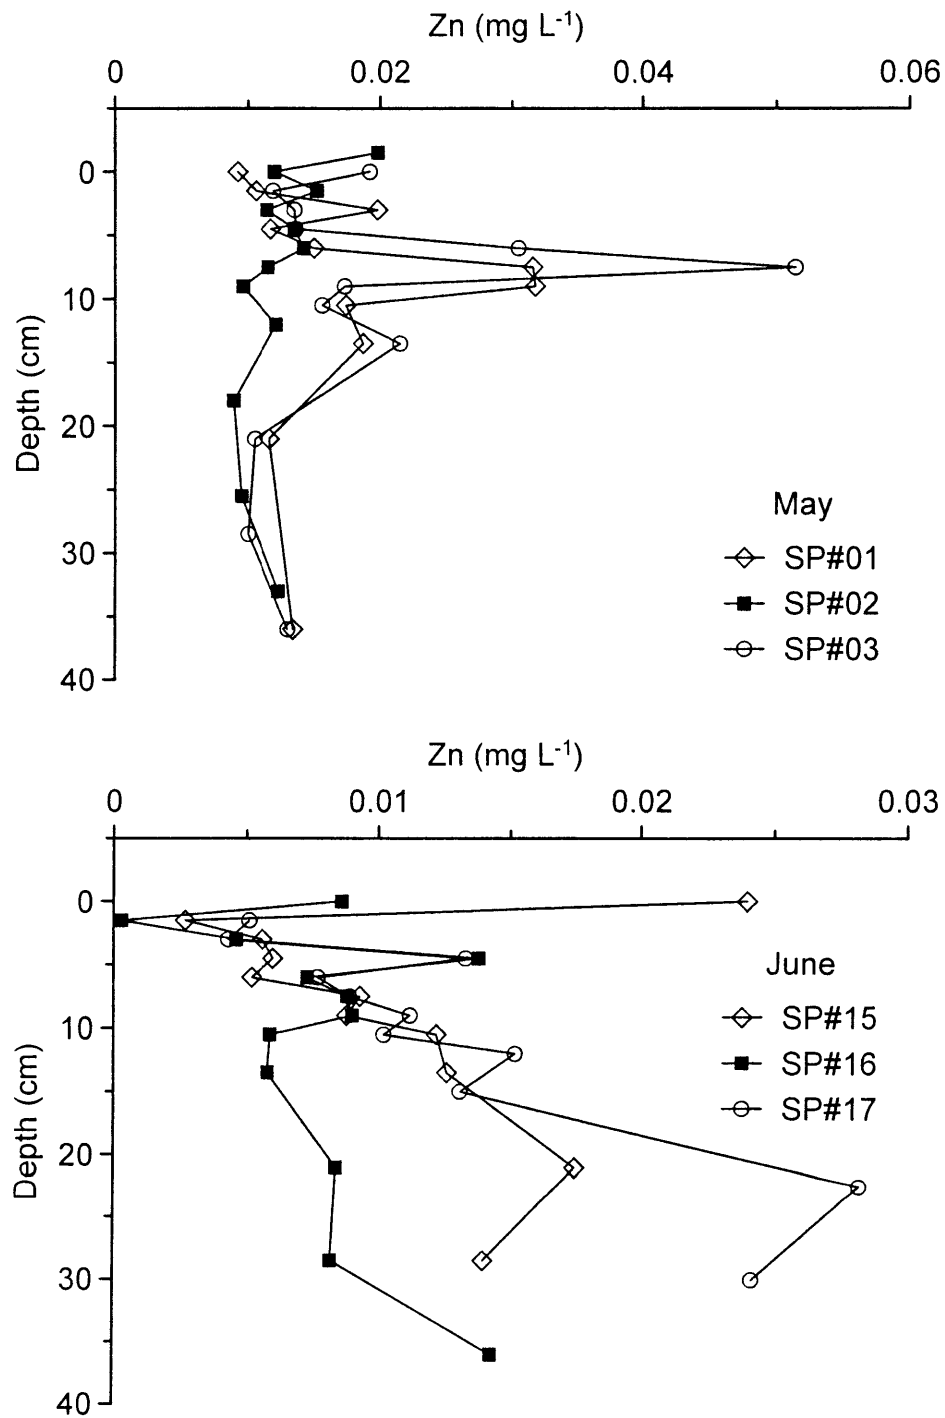 Zn (mg L-1)
0 0.02 0.04 0.06
0
10
20
30
40
Depth (cm)
May
SP#01
SP#02
SP#03
Zn (mg L-1)
0 0.01 0.02 0.03
0
10
20
30
40
Depth (cm)
June
SP#15
SP#16
SP#17